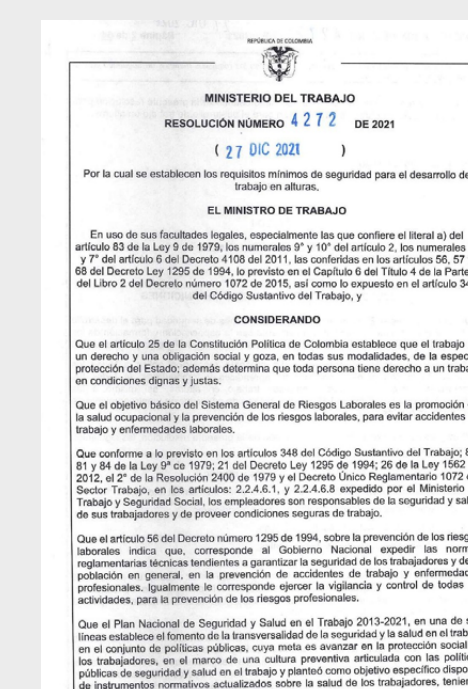 REPÚBLICA DE COLOMBIA
MINISTERIO DEL TRABAJO
RESOLUCIÓN NÚMERO 4272 DE 2021
( 27 DIC 2021 )
Por la cual se establecen los requisitos mínimos de seguridad para el desarrollo de
trabajo en alturas.
EL MINISTRO DE TRABAJO
En uso de sus facultades legales, especialmente las que confiere el literal a) del
artículo 83 de la Ley 9 de 1979, los numerales 9° y 10° del artículo 2, los numerales
y 7° del artículo 6 del Decreto 4108 del 2011, las conferidas en los artículos 56, 57
68 del Decreto Ley 1295 de 1994, lo previsto en el Capítulo 6 del Título 4 de la Parte
del Libro 2 del Decreto número 1072 de 2015, así como lo expuesto en el artículo 34
del Código Sustantivo del Trabajo, y
CONSIDERANDO
Que el artículo 25 de la Constitución Política de Colombia establece que el trabajo
un derecho y una obligación social y goza, en todas sus modalidades, de la espec
protección del Estado; además determina que toda persona tiene derecho a un traba
en condiciones dignas y justas.
Que el objetivo básico del Sistema General de Riesgos Laborales es la promoción
la salud ocupacional y la prevención de los riesgos laborales, para evitar accidentes
trabajo y enfermedades laborales.
Que conforme a lo previsto en los artículos 348 del Código Sustantivo del Trabajo; 8
81 y 84 de la Ley 9ª ce 1979; 21 del Decreto Ley 1295 de 1994; 26 de la Ley 1562
2012, el 2° de la Resolución 2400 de 1979 y el Decreto Único Reglamentario 1072
Sector Trabajo, en los artículos: 2.2.4.6.1, y 2.2.4.6.8 expedido por el Ministerio
Trabajo y Seguridad Social, los empleadores son responsables de la seguridad y sal
de sus trabajadores y de proveer condiciones seguras de trabajo.
Que el artículo 56 del Decreto número 1295 de 1994, sobre la prevención de los riesg
laborales indica que, corresponde al Gobierno Nacional expedir las norm
reglamentarias técnicas tendientes a garantizar la seguridad de los trabajadores y de
población en general, en la prevención de accidentes de trabajo y enfermedad
profesionales. Igualmente le corresponde ejercer la vigilancia y control de todas
actividades, para la prevención de los riesgos profesionales.
Que el Plan Nacional de Seguridad y Salud en el Trabajo 2013-2021, en una de s
líneas establece el fomento de la transversalidad de la seguridad y la salud en el trab
en el conjunto de políticas públicas, cuya meta es avanzar en la protección social
los trabajadores, en el marco de una cultura preventiva articulada con las políti
públicas de seguridad y salud en el trabajo y planteó como objetivo específico dispo
de instrumentos normativos actualizados sobre la salud de los trabajadores, tenien